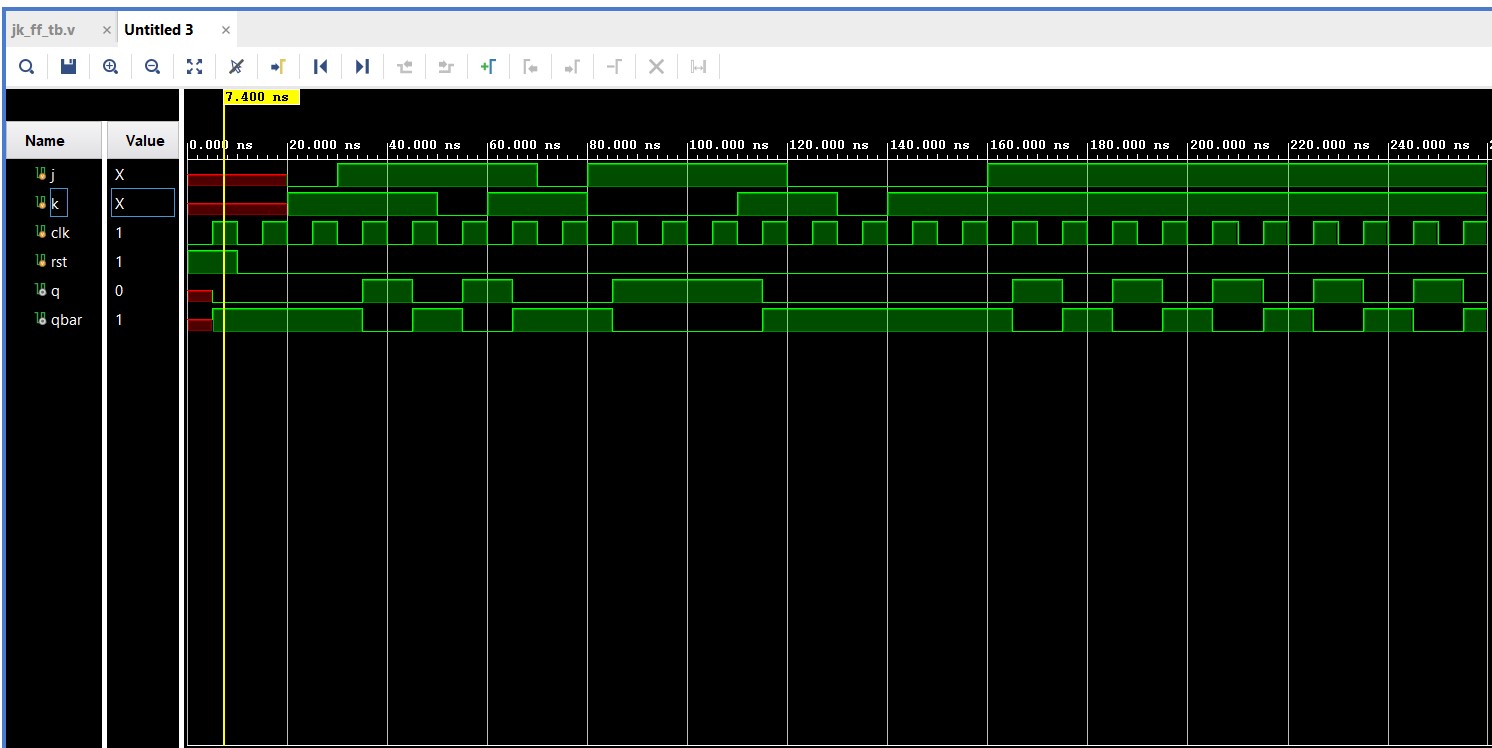 jk_ff_tb.v × Untitled 3 ×
7.400 ns
Name Value
0.000 ns 20.000 ns 40.000 ns 60.000 ns 80.000 ns 100.000 ns 120.000 ns 140.000 ns 160.000 ns 180.000 ns 200.000 ns 220.000 ns 240.000 ns
j X
k X
clk 1
rst 1
q 0
qbar 1